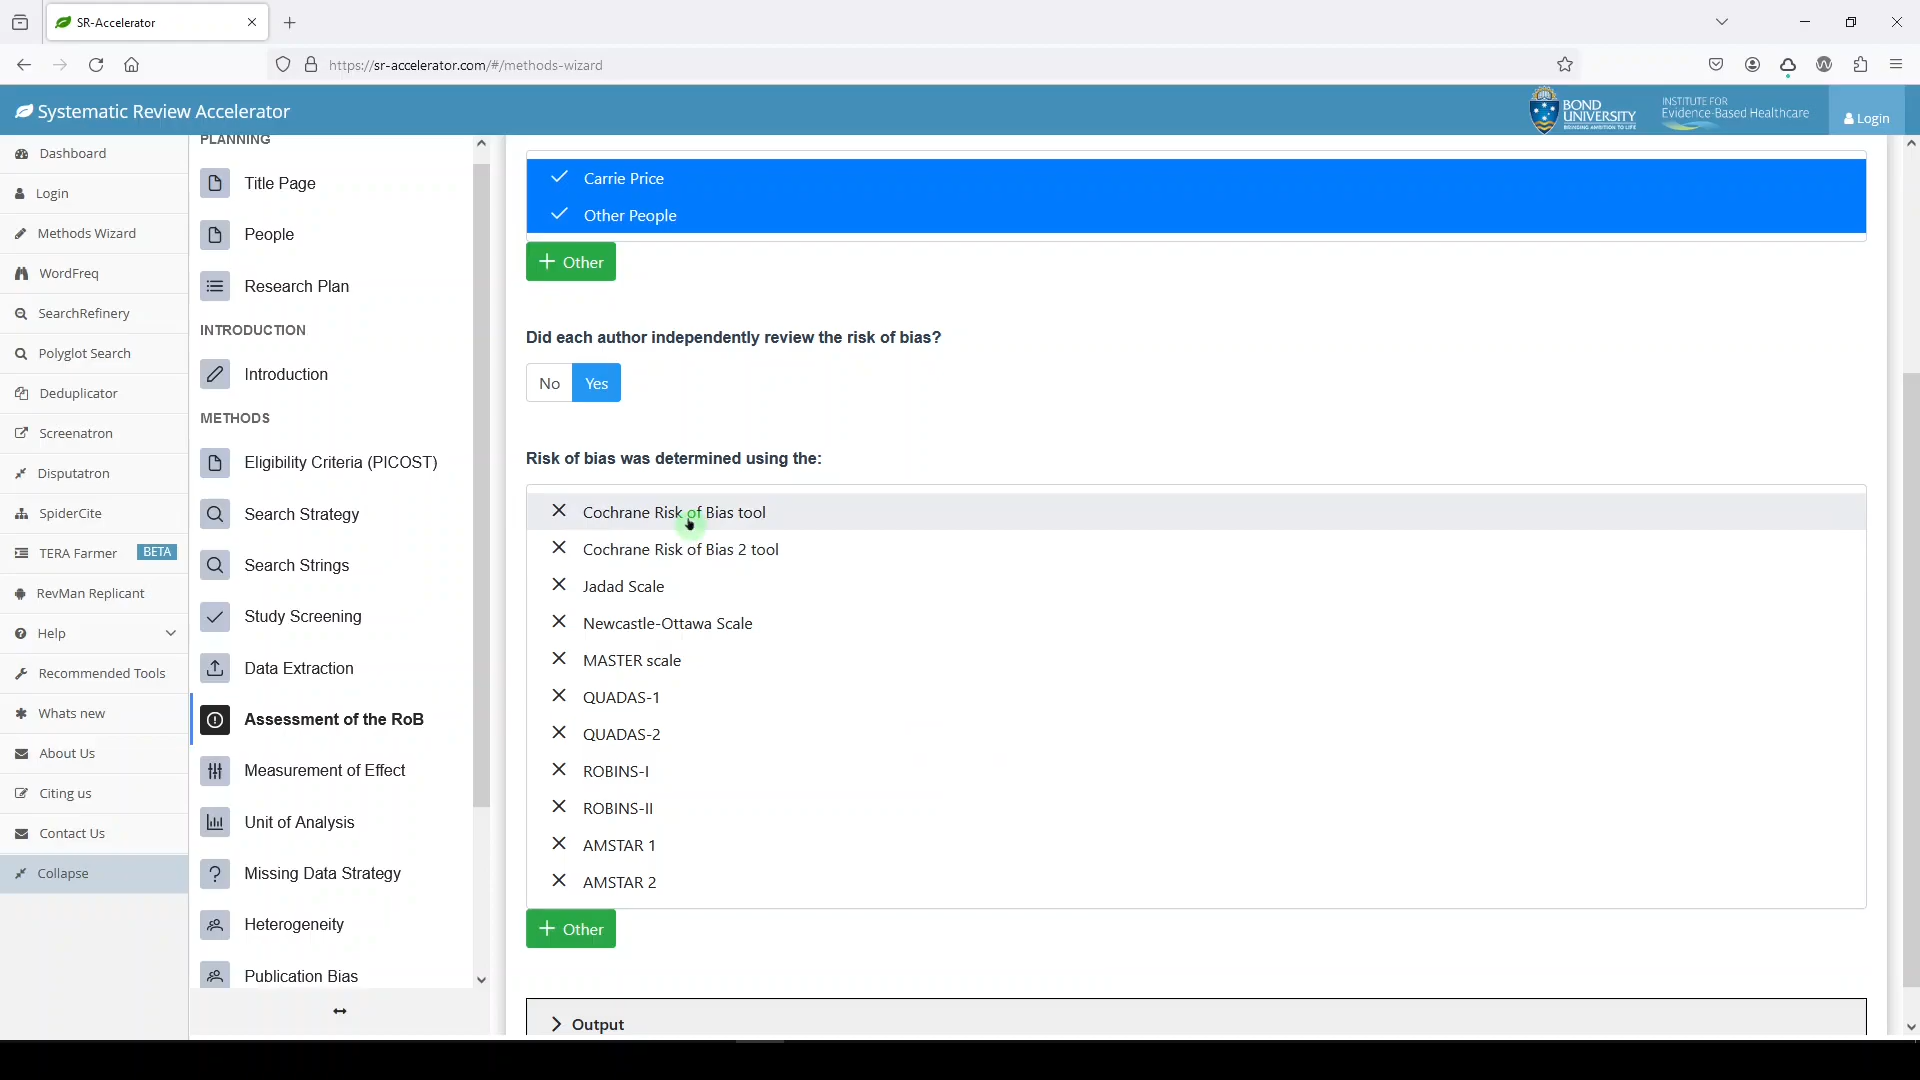 SR-Accelerator
https://sr-accelerator.com/#/methods-wizard
Systematic Review Accelerator
BOND
UNIVERSITY
BRINGING AMBITION TO LIFE
INSTITUTE FOR
Evidence-Based Healthcare
Login
Dashboard
Login
Methods Wizard
WordFreq
SearchRefinery
Polyglot Search
Deduplicator
Screenatron
Disputatron
SpiderCite
TERA Farmer BETA
RevMan Replicant
Help
Recommended Tools
Whats new
About Us
Citing us
Contact Us
Collapse
PLANNING
Title Page
People
Research Plan
INTRODUCTION
Introduction
METHODS
Eligibility Criteria (PICOST)
Search Strategy
Search Strings
Study Screening
Data Extraction
Assessment of the RoB
Measurement of Effect
Unit of Analysis
Missing Data Strategy
Heterogeneity
Publication Bias
Carrie Price
Other People
+ Other
Did each author independently review the risk of bias?
No Yes
Risk of bias was determined using the:
Cochrane Risk of Bias tool
Cochrane Risk of Bias 2 tool
Jadad Scale
Newcastle-Ottawa Scale
MASTER scale
QUADAS-1
QUADAS-2
ROBINS-I
ROBINS-II
AMSTAR 1
AMSTAR 2
+ Other
Output